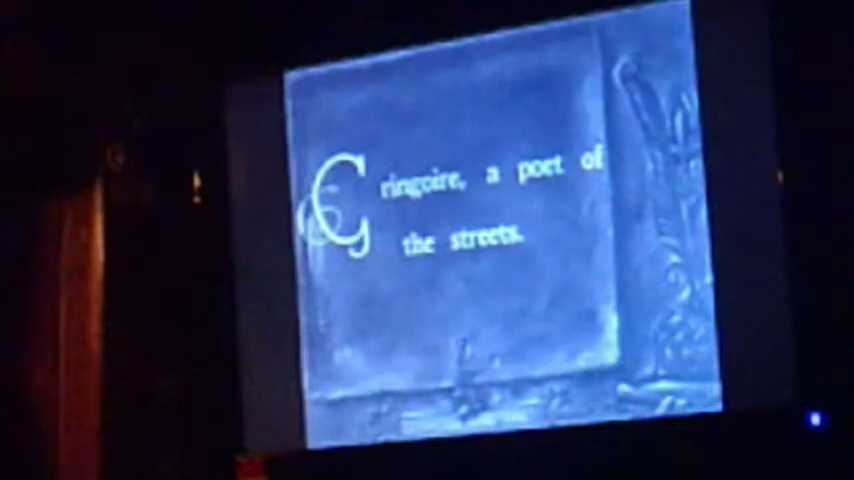 Gringoire, a poet of
the streets.